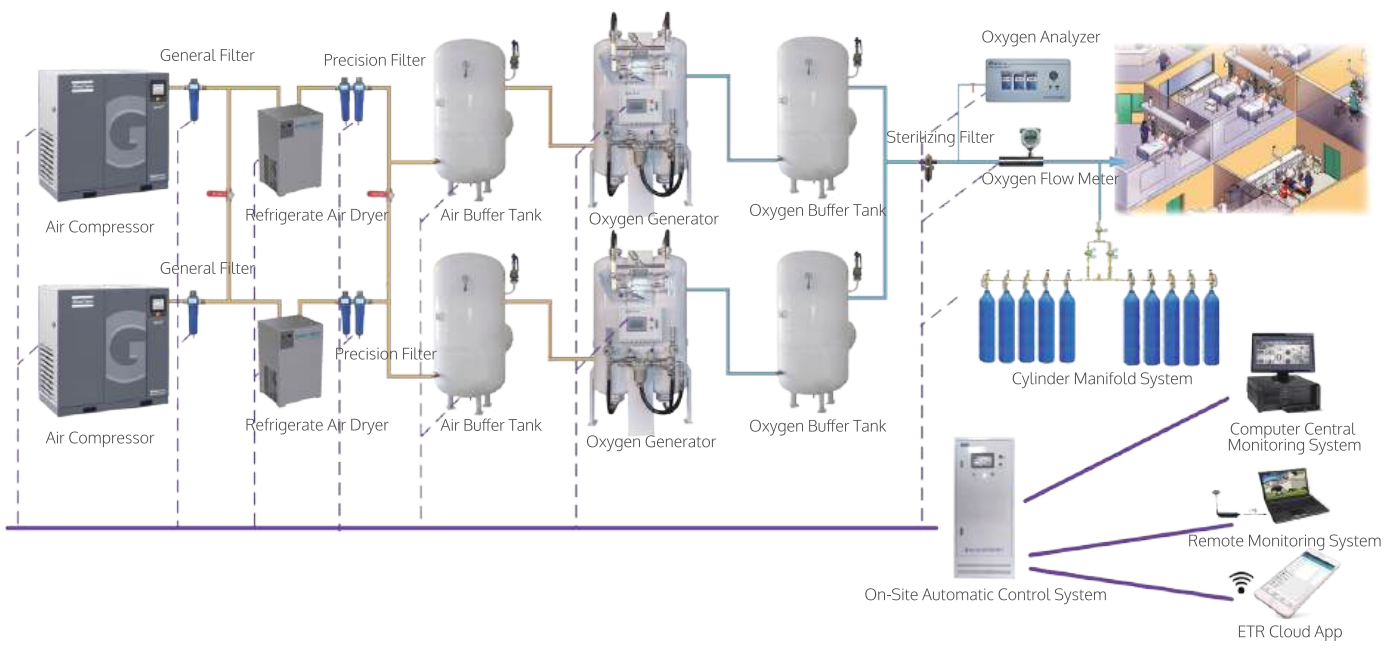 General Filter
Precision Filter
Oxygen Analyzer
Sterilizing Filter
Oxygen Flow Meter
Air Compressor
Refrigerate Air Dryer
Air Buffer Tank
Oxygen Generator
Oxygen Buffer Tank
G
General Filter
Precision Filter
Cylinder Manifold System
Air Compressor
Refrigerate Air Dryer
Air Buffer Tank
Oxygen Generator
Oxygen Buffer Tank
G
Computer Central
Monitoring System
Remote Monitoring System
On-Site Automatic Control System
ETR Cloud App